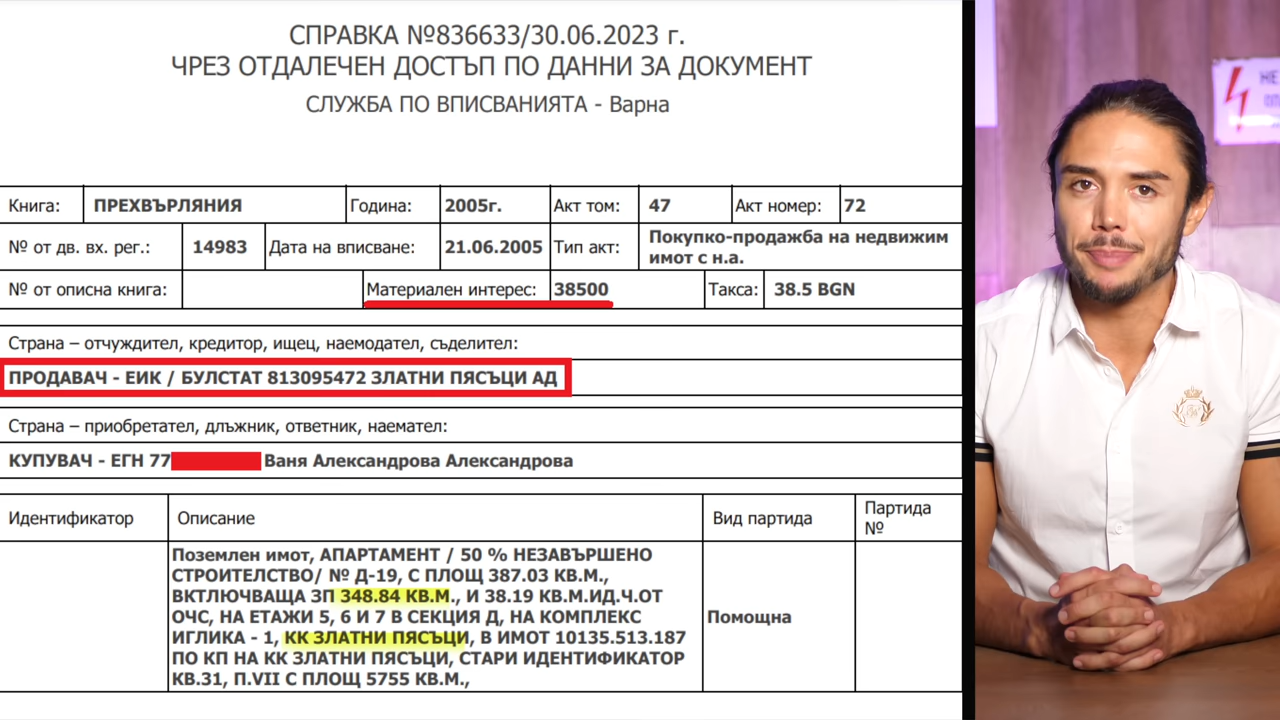 СПРАВКА №836633/30.06.2023 г.
ЧРЕЗ ОТДАЛЕЧЕН ДОСТЪП ПО ДАННИ ЗА ДОКУМЕНТ
СЛУЖБА ПО ВПИСВАНИЯТА - Варна
Книга: ПРЕХВЪРЛЯНИЯ Година: 2005г. Акт том: 47 Акт номер: 72
№ от дв. вх. рег.: 14983 Дата на вписване: 21.06.2005 Тип акт: Покупко-продажба на недвижим
имот с н.а.
№ от описна книга: Материален интерес: 38500 Такса: 38.5 BGN
Страна – отчуждител, кредитор, ищец, наемодател, съделител:
ПРОДАВАЧ - ЕИК / БУЛСТАТ 813095472 ЗЛАТНИ ПЯСЪЦИ АД
Страна – приобретател, длъжник, ответник, наемател:
КУПУВАЧ - ЕГН 77 Ваня Александрова Александрова
Идентификатор Описание Вид партида Партида
№
Поземлен имот, АПАРТАМЕНТ / 50 % НЕЗАВЪРШЕНО
СТРОИТЕЛСТВО/ № Д-19, С ПЛОЩ 387.03 КВ.М.,
ВКТЛЮЧВАЩА ЗП 348.84 КВ.М., И 38.19 КВ.М.ИД.Ч.ОТ
ОЧС, НА ЕТАЖИ 5, 6 И 7 В СЕКЦИЯ Д, НА КОМПЛЕКС
Помощна
ИГЛИКА - 1, КК ЗЛАТНИ ПЯСЪЦИ, В ИМОТ 10135.513.187
ПО КП НА КК ЗЛАТНИ ПЯСЪЦИ, СТАРИ ИДЕНТИФИКАТОР
КВ.31, П.VII С ПЛОЩ 5755 КВ.М.,
НЕ